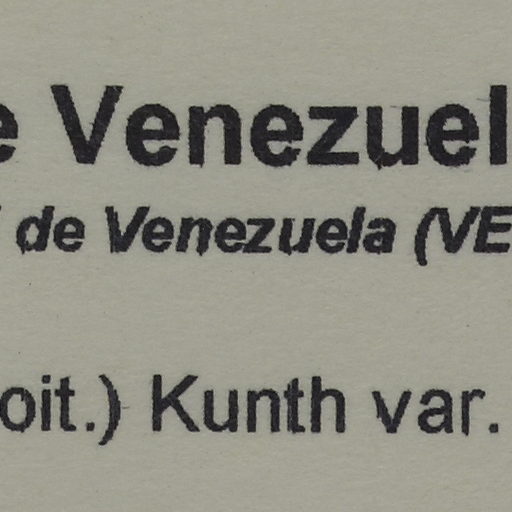 e Venezuel
de Venezuela (VE
oit.) Kunth var.